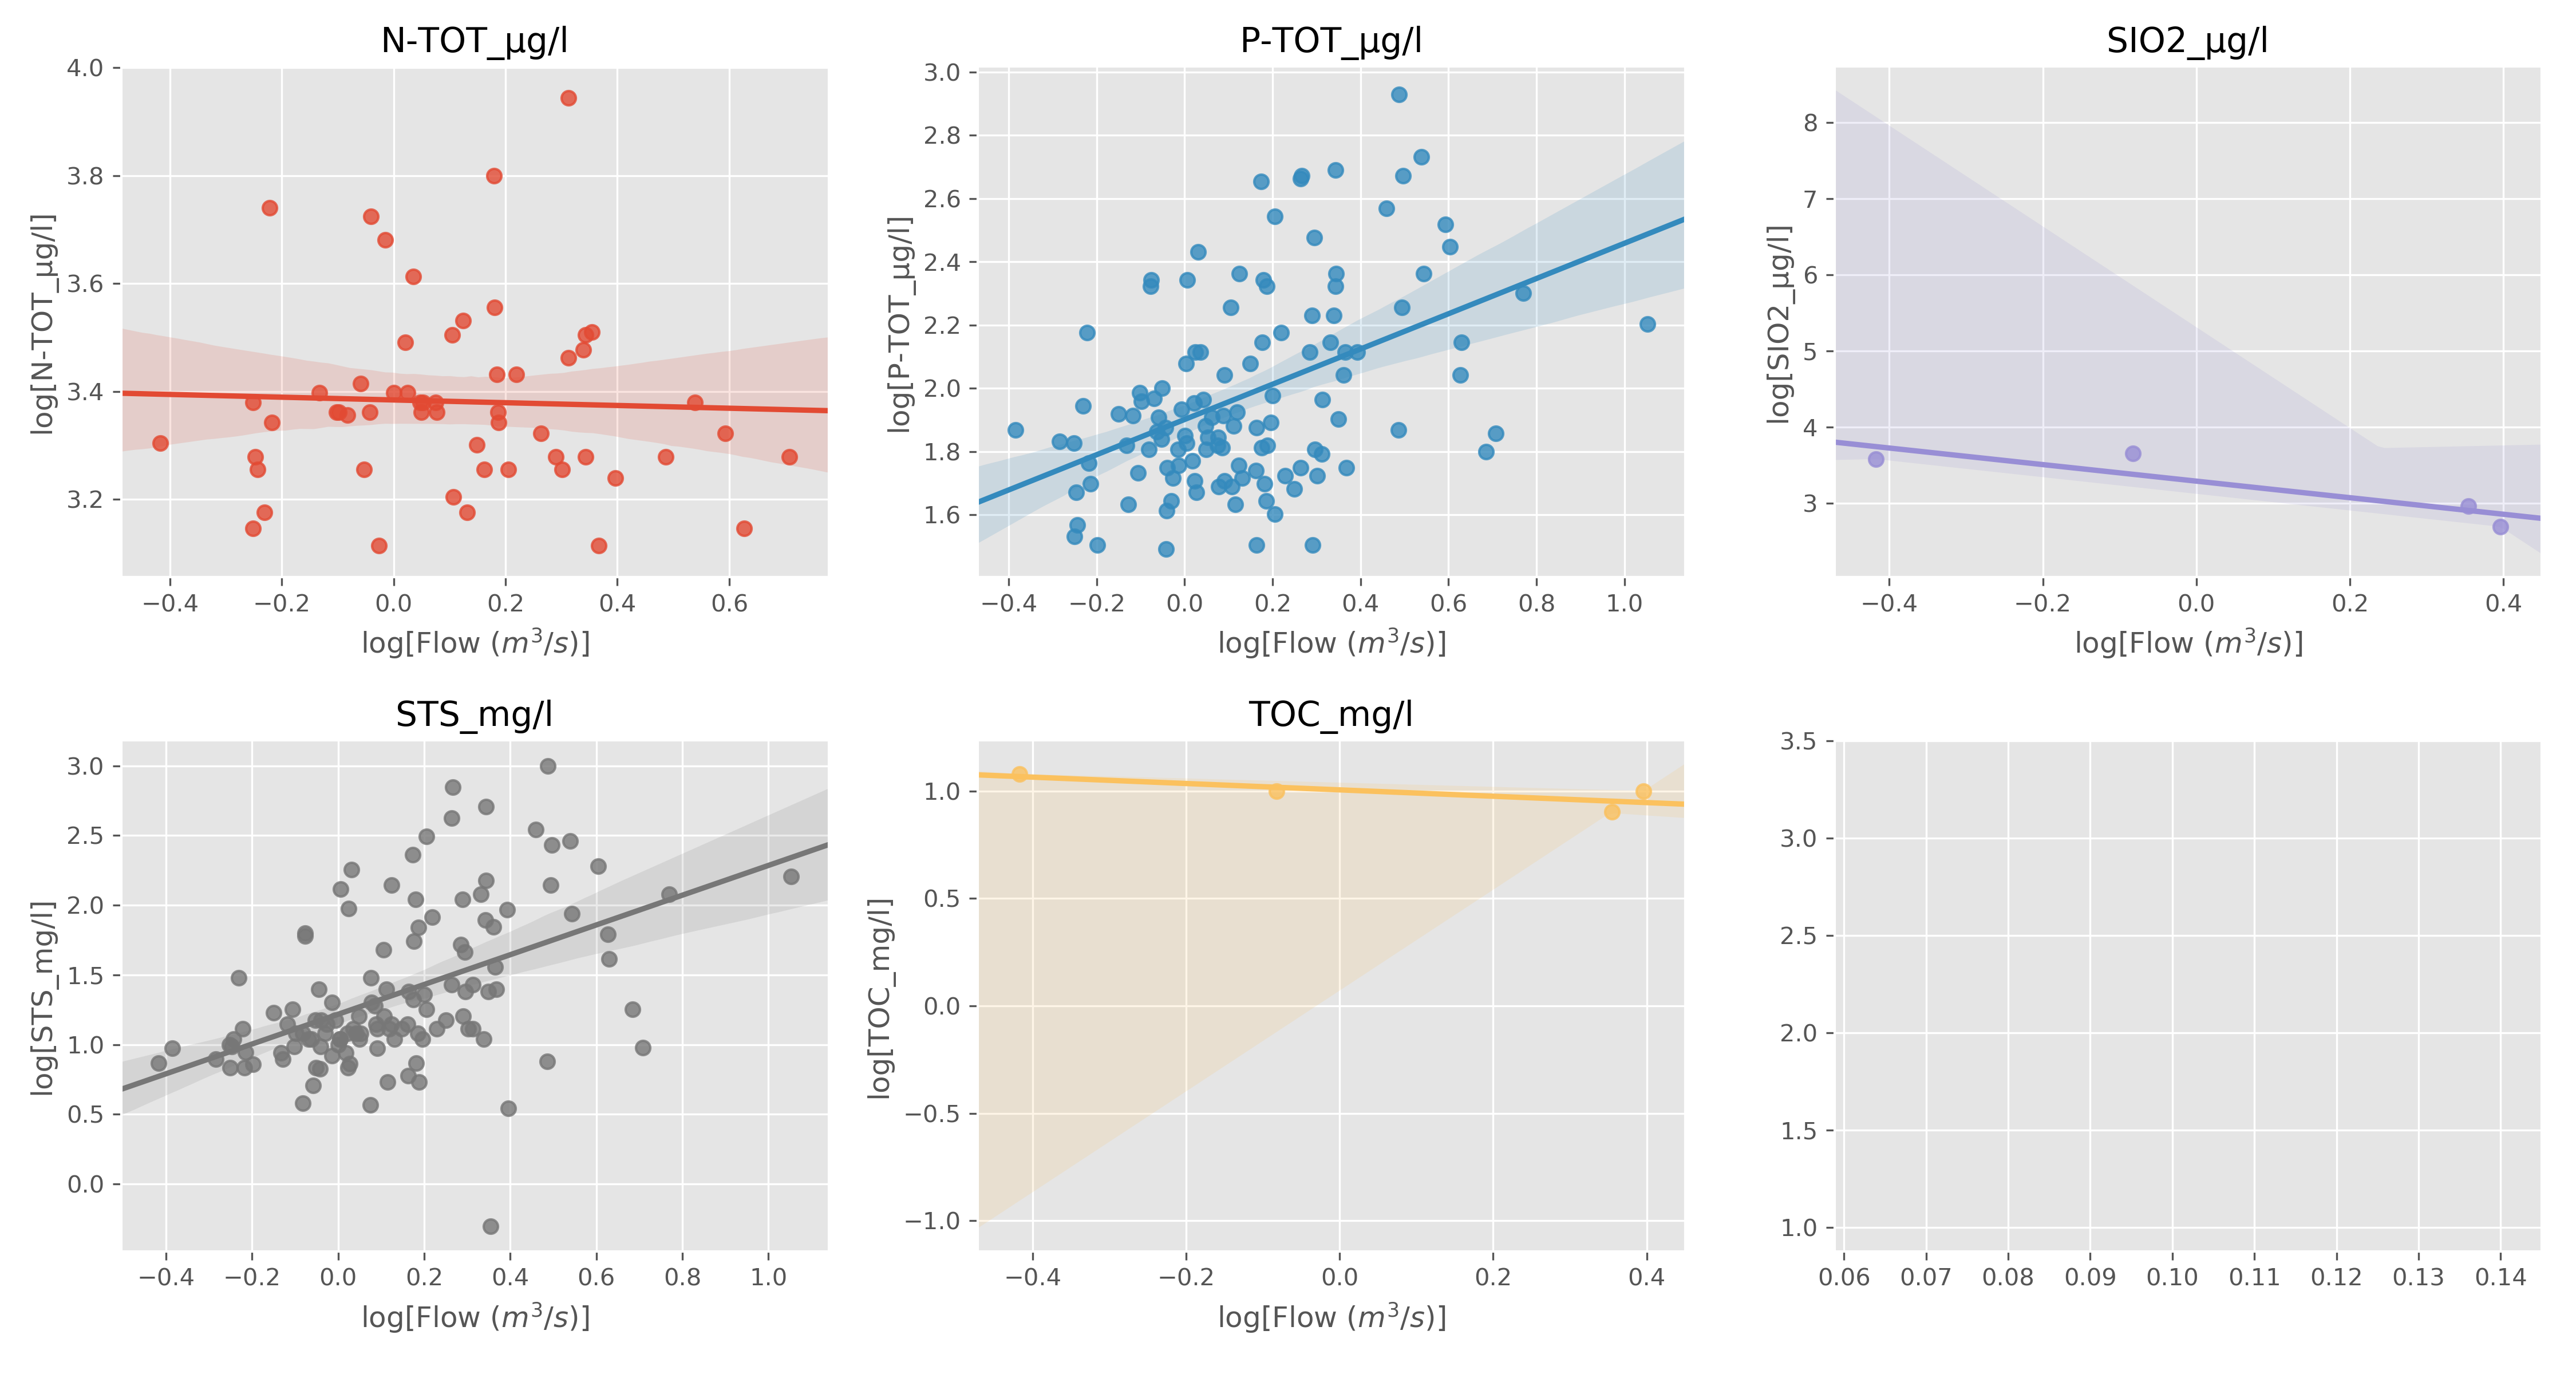 N-TOT_µg/l
4.0
3.8
3.6
3.4
3.2
log[N-TOT_µg/l]
−0.4 −0.2 0.0 0.2 0.4 0.6
log[Flow (m³/s)]
P-TOT_µg/l
3.0
2.8
2.6
2.4
2.2
2.0
1.8
1.6
log[P-TOT_µg/l]
−0.4 −0.2 0.0 0.2 0.4 0.6 0.8 1.0
log[Flow (m³/s)]
SIO2_µg/l
8
7
6
5
4
3
log[SIO2_µg/l]
−0.4 −0.2 0.0 0.2 0.4
log[Flow (m³/s)]
STS_mg/l
3.0
2.5
2.0
1.5
1.0
0.5
0.0
log[STS_mg/l]
−0.4 −0.2 0.0 0.2 0.4 0.6 0.8 1.0
log[Flow (m³/s)]
TOC_mg/l
1.0
0.5
0.0
−0.5
−1.0
log[TOC_mg/l]
−0.4 −0.2 0.0 0.2 0.4
log[Flow (m³/s)]
3.5
3.0
2.5
2.0
1.5
1.0
0.06 0.07 0.08 0.09 0.10 0.11 0.12 0.13 0.14